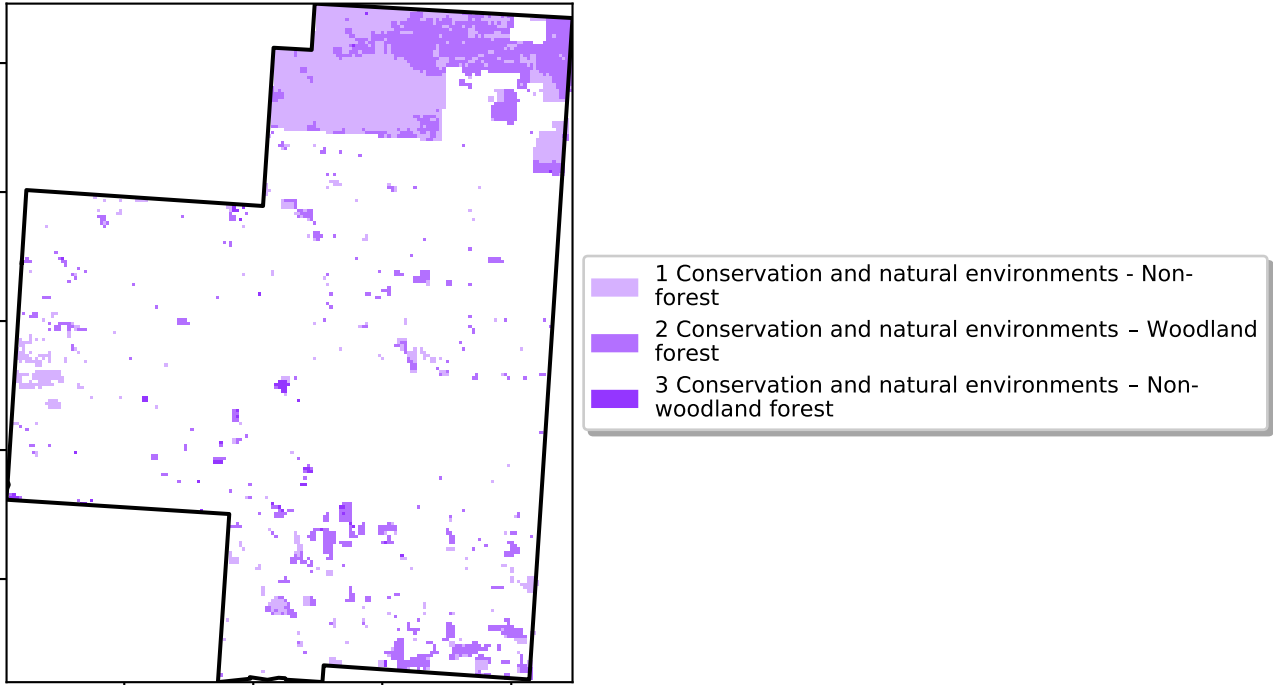 1 Conservation and natural environments - Non-
forest
2 Conservation and natural environments – Woodland
forest
3 Conservation and natural environments – Non-
woodland forest